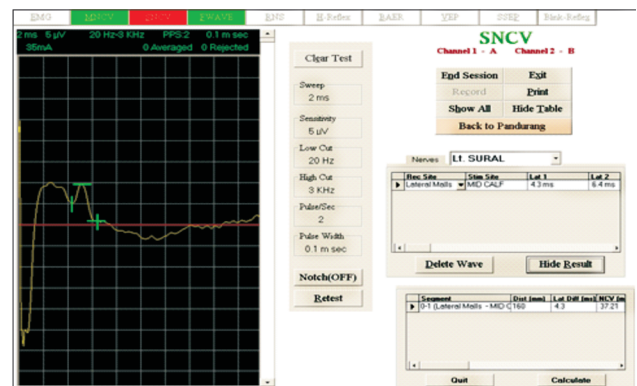 EMG MNCV SNCV FWAVE RNS H-Reflex BAER VEP SSEP Blink-Reflex
2 ms 5 µV 20 Hz-3 KHz PPS:2 0.1 m sec
35mA 0 Averaged 0 Rejected
Clear Test
Sweep
2 ms
Sensitivity
5 µV
Low Cut
20 Hz
High Cut
3 KHz
Pulse/Sec
2
Pulse Width
0.1 m sec
Notch(OFF)
Retest
SNCV
Channel 1 - A Channel 2 - B
End Session Exit
Record Print
Show All Hide Table
Back to Pandurang
Nerves Lt. SURAL
Rec Site Stim Site Lat 1 Lat 2
Lateral Malls MID CALF 4.3 ms 6.4 ms
Delete Wave Hide Result
Segment Dist (mm) Lat Diff (ms) NCV (m
0-1 (Lateral Malls - MID C 160 4.3 37.21
Quit Calculate